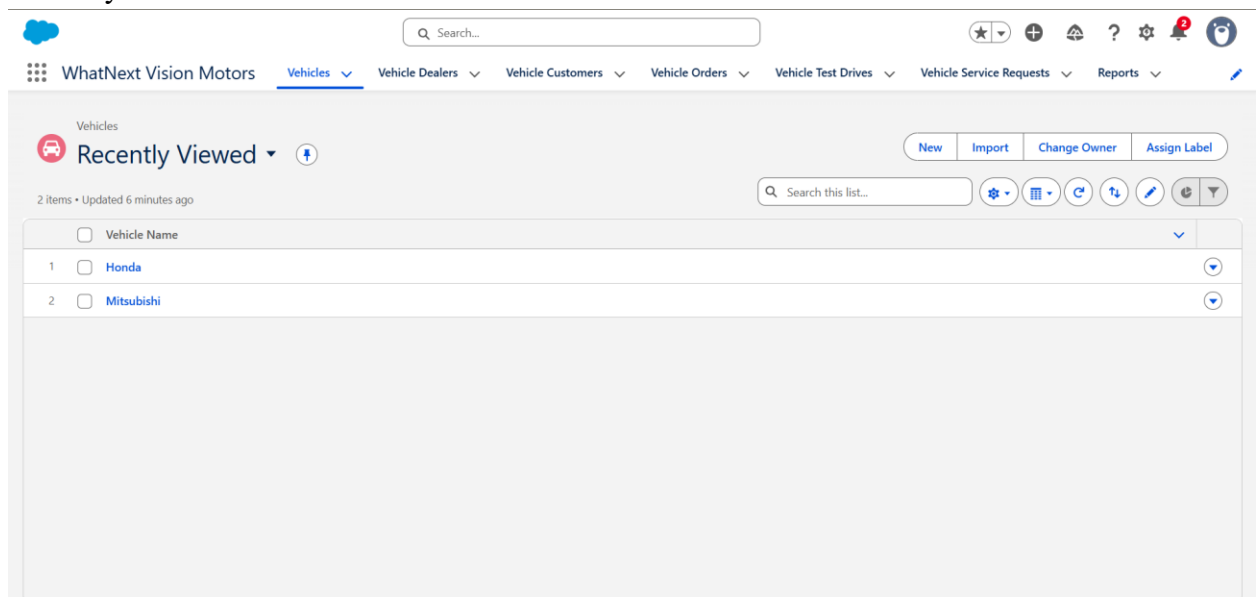 Search...
2
WhatNext Vision Motors Vehicles Vehicle Dealers Vehicle Customers Vehicle Orders Vehicle Test Drives Vehicle Service Requests Reports
Vehicles
Recently Viewed
New Import Change Owner Assign Label
2 items • Updated 6 minutes ago
Search this list...
Vehicle Name
1 Honda
2 Mitsubishi